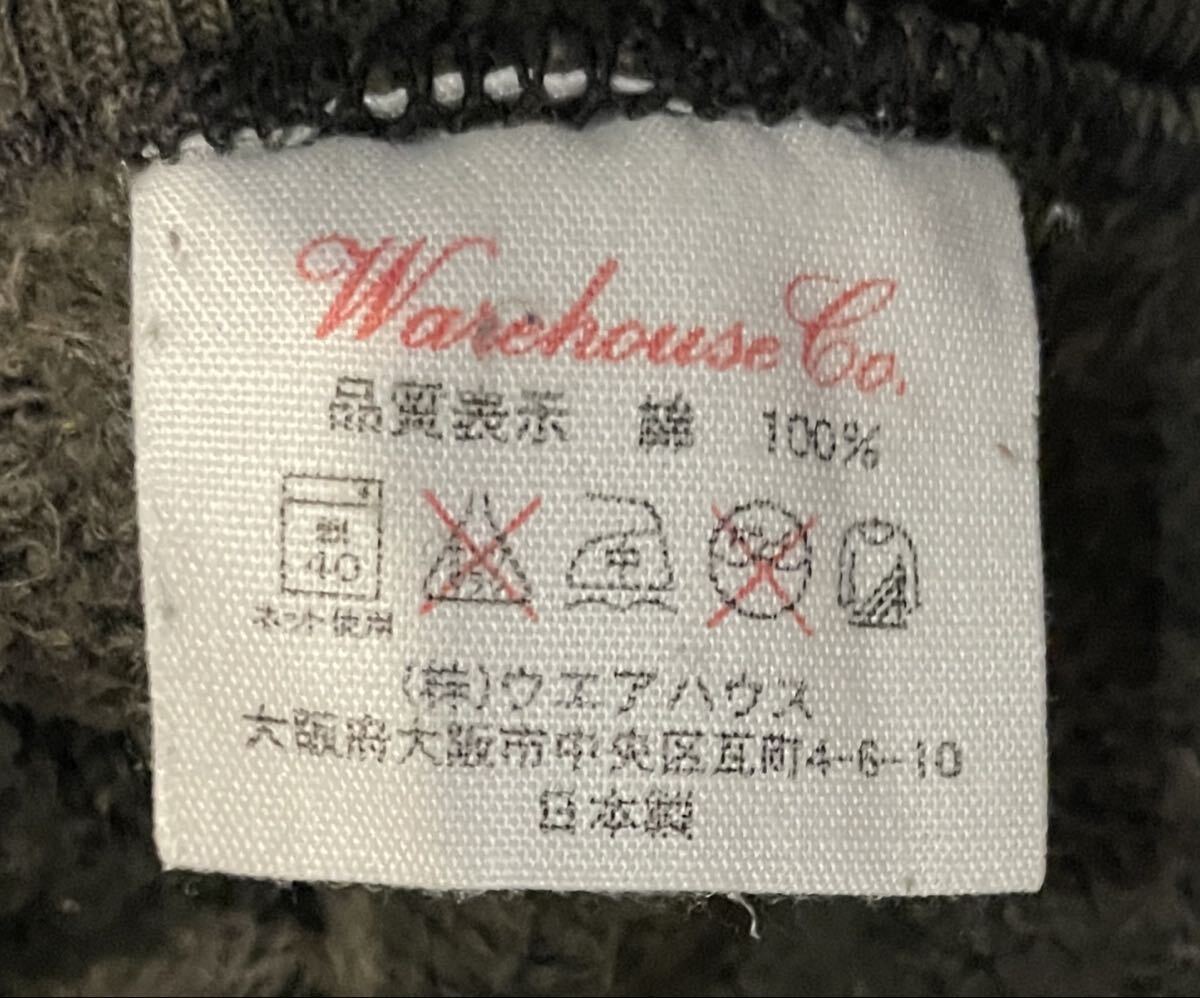 Warehouse Co.
品質表示 綿 100%
弱 40 中
ネット使用
(株)ウエアハウス
大阪府大阪市中央区瓦町4-6-10
日本製